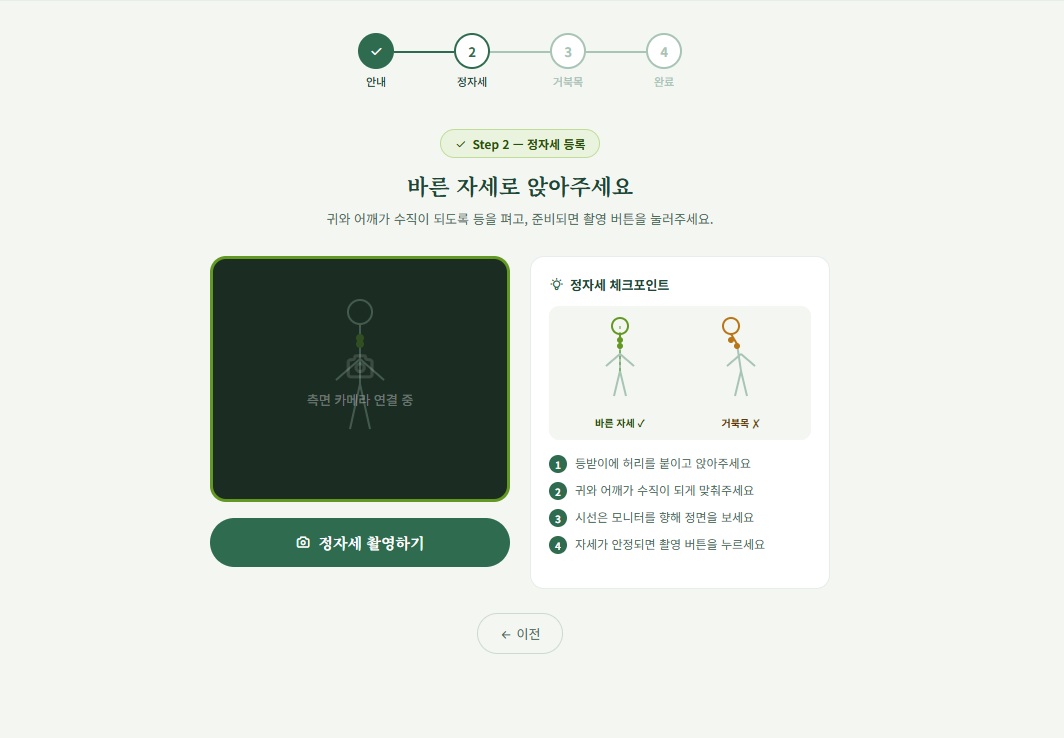 2
3
4
안내
정자세
거북목
완료
✓ Step 2 — 정자세 등록
바른 자세로 앉아주세요
귀와 어깨가 수직이 되도록 등을 펴고, 준비되면 촬영 버튼을 눌러주세요.
측면 카메라 연결 중
정자세 촬영하기
정자세 체크포인트
바른 자세 ✓
거북목 ✗
1 등받이에 허리를 붙이고 앉아주세요
2 귀와 어깨가 수직이 되게 맞춰주세요
3 시선은 모니터를 향해 정면을 보세요
4 자세가 안정되면 촬영 버튼을 누르세요
← 이전